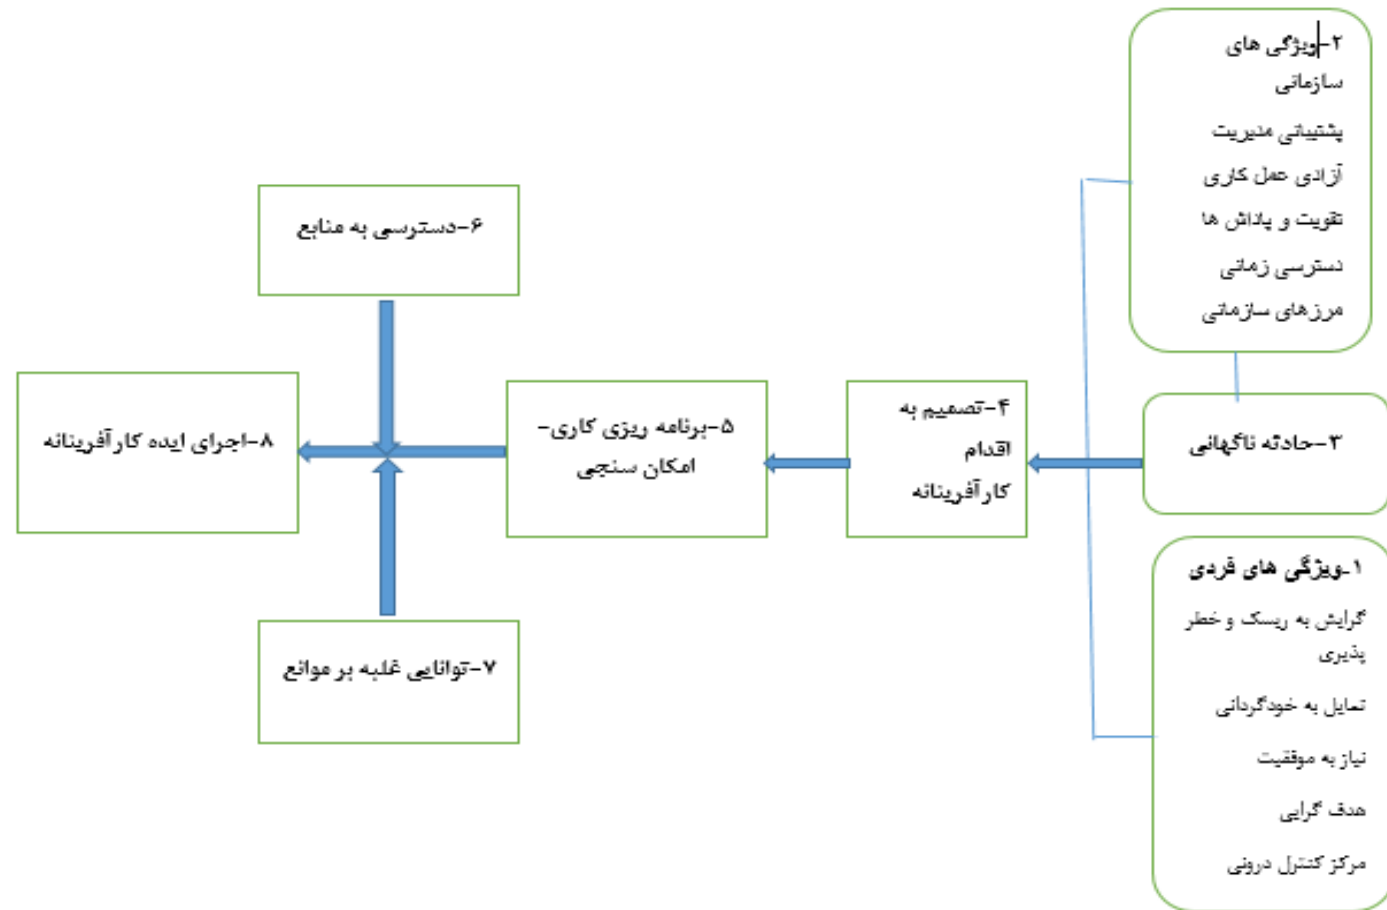 ۲-ویژگی های
سازمانی
پشتیبانی مدیریت
آزادی عمل کاری
تقویت و پاداش ها
دسترسی زمانی
مرزهای سازمانی
۳-حادثه ناگهانی
۱-ویژگی های فردی
گرایش به ریسک و خطر
پذیری
تمایل به خودگردانی
نیاز به موفقیت
هدف گرایی
مرکز کنترل درونی
۴-تصمیم به
اقدام
کارآفرینانه
۵-برنامه ریزی کاری-
امکان سنجی
۶-دسترسی به منابع
۷-توانایی غلبه بر موانع
۸-اجرای ایده کارآفرینانه